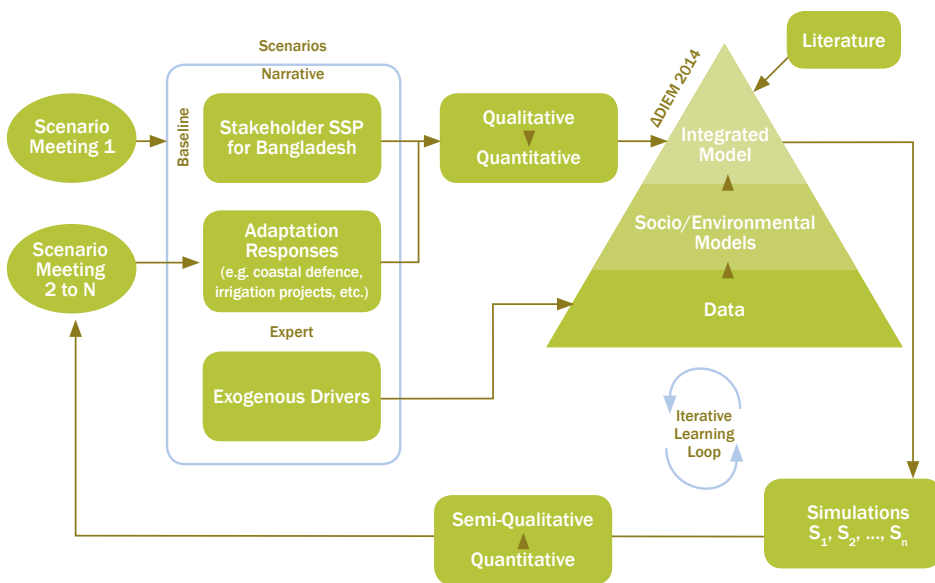 Scenarios
Narrative
Baseline
Scenario
Meeting 1
Stakeholder SSP
for Bangladesh
Qualitative
Quantitative
ΔDIEM 2014
Literature
Integrated
Model
Scenario
Meeting
2 to N
Adaptation
Responses
(e.g. coastal defence,
irrigation projects, etc.)
Socio/Environmental
Models
Data
Expert
Exogenous Drivers
Iterative
Learning
Loop
Semi-Qualitative
Quantitative
Simulations
S₁, S₂, ..., Sₙ